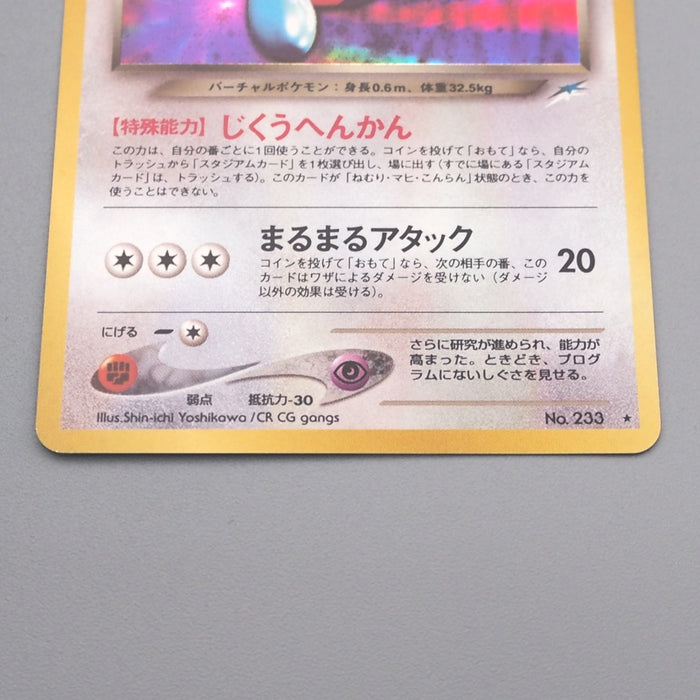 バーチャルポケモン：身長0.6m、体重32.5kg
【特殊能力】じくうへんかん
この力は、自分の番ごとに1回使うことができる。コインを投げて「おもて」なら、自分の
トラッシュから「スタジアムカード」を1枚選び出し、場に出す（すでに場にある「スタジアム
カード」は、トラッシュする）。このカードが「ねむり・マヒ・こんらん」状態のとき、この力を
使うことはできない。
まるまるアタック
コインを投げて「おもて」なら、次の相手の番、この
カードはワザによるダメージを受けない（ダメージ
以外の効果は受ける）。
20
にげる
さらに研究が進められ、能力が
高まった。ときどき、プログ
ラムにないしぐさを見せる。
弱点 抵抗力-30
Illus.Shin-ichi Yoshikawa /CR CG gangs
No. 233 ★